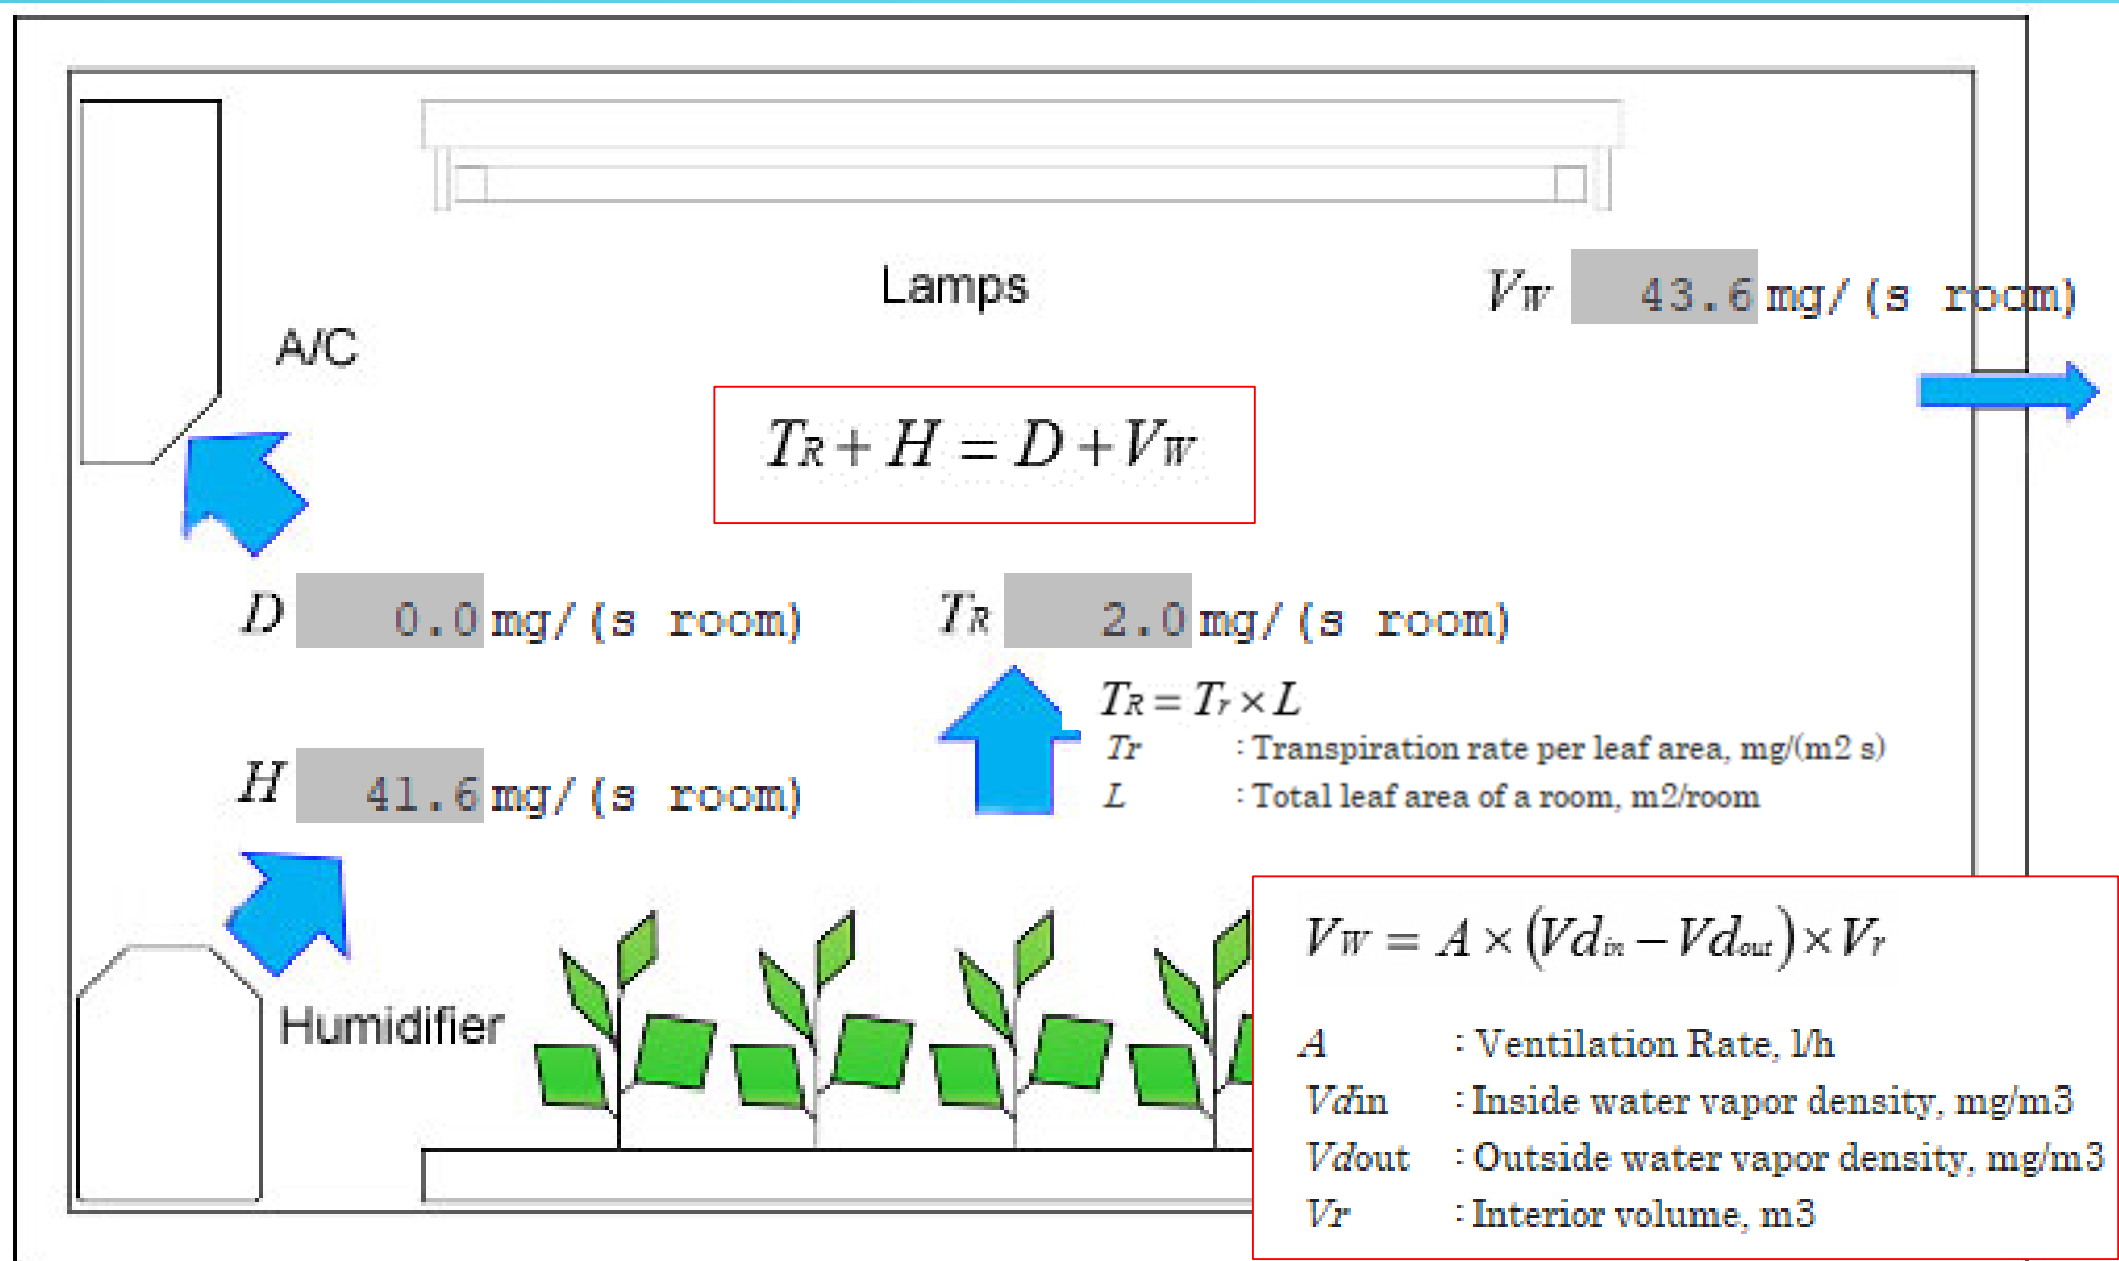 Lamps
Vw 43.6 mg/(s room)
A/C
TR + H = D + Vw
D 0.0 mg/(s room)
TR 2.0 mg/(s room)
TR = Tr × L
Tr : Transpiration rate per leaf area, mg/(m2 s)
L : Total leaf area of a room, m2/room
H 41.6 mg/(s room)
Humidifier
Vw = A × (Vdin − Vdout) × Vr
A : Ventilation Rate, 1/h
Vdin : Inside water vapor density, mg/m3
Vdout : Outside water vapor density, mg/m3
Vr : Interior volume, m3